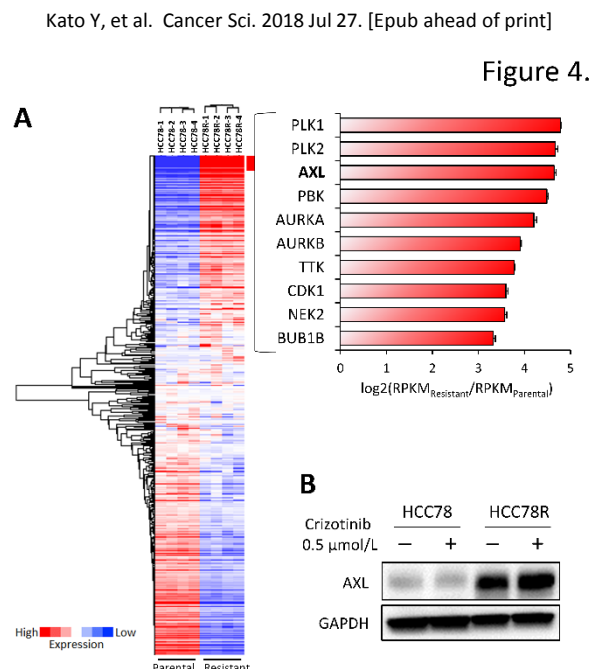 Kato Y, et al. Cancer Sci. 2018 Jul 27. [Epub ahead of print]
Figure 4.
A
HCC78-1
HCC78-2
HCC78-3
HCC78-4
HCC78R-1
HCC78R-2
HCC78R-3
HCC78R-4
PLK1
PLK2
AXL
PBK
AURKA
AURKB
TTK
CDK1
NEK2
BUB1B
0 1 2 3 4 5
log2(RPKMResistant/RPKMParental)
High Low
Expression
Parental Resistant
B
HCC78 HCC78R
Crizotinib
0.5 μmol/L − + − +
AXL
GAPDH